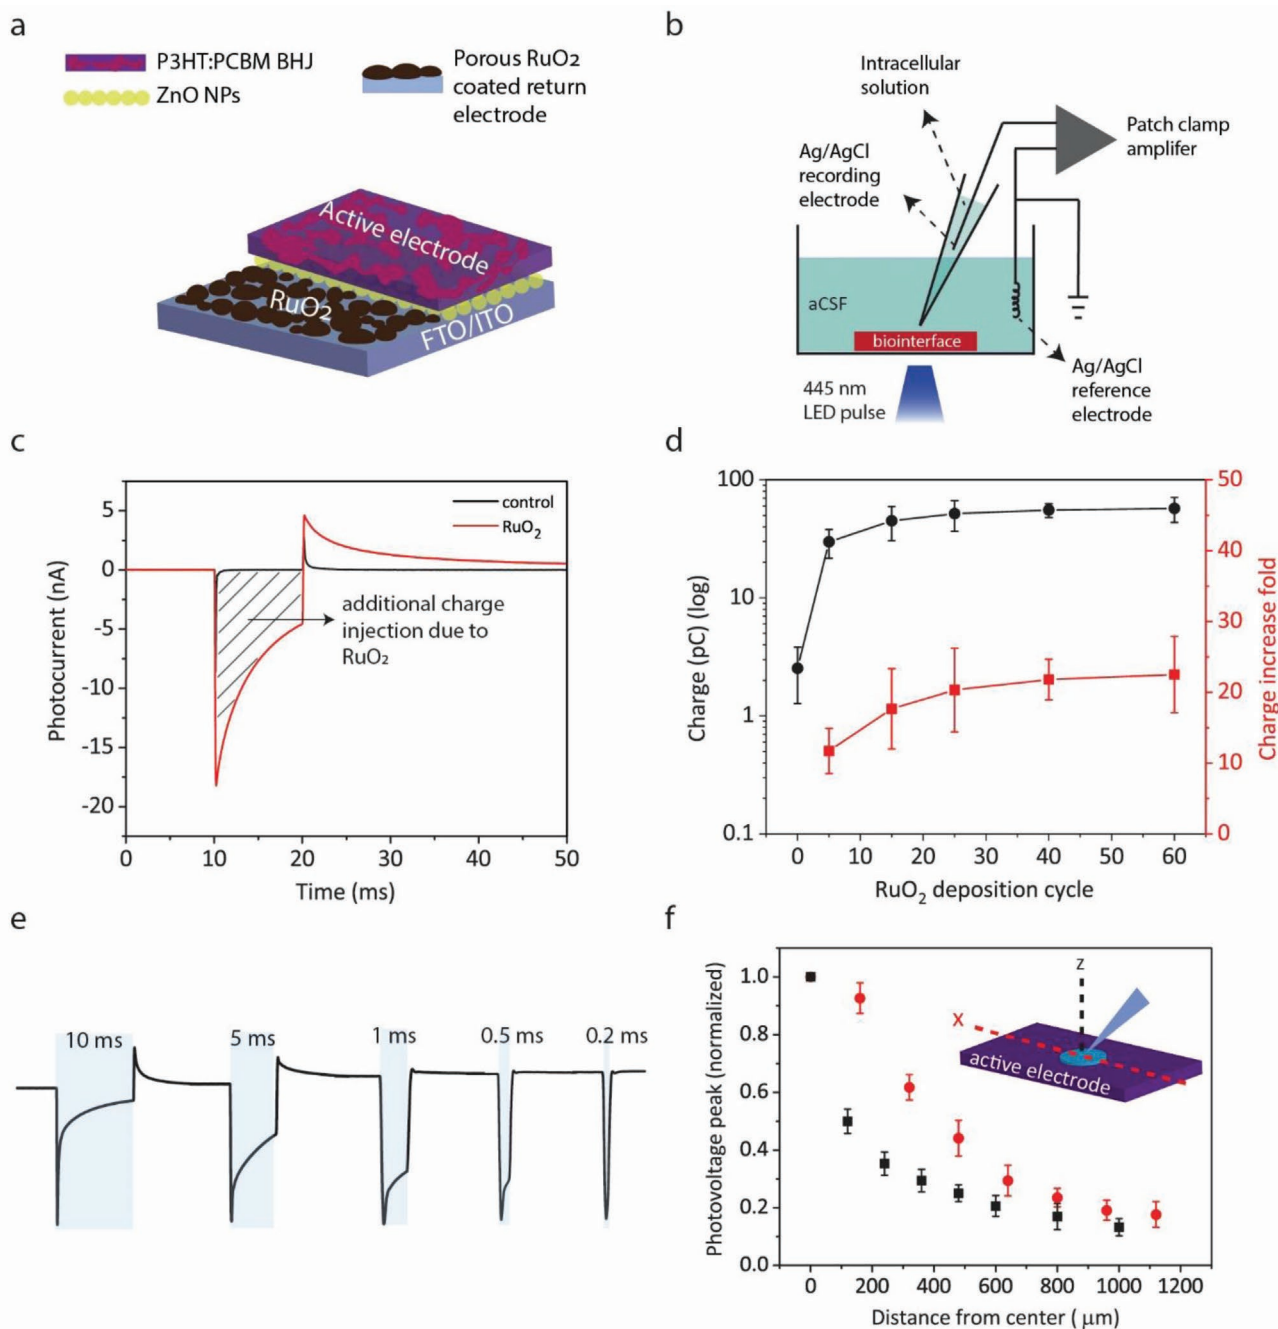 a
P3HT:PCBM BHJ
ZnO NPs
Porous RuO2
coated return
electrode
Active electrode
RuO2
FTO/ITO
b
Intracellular
solution
Ag/AgCl
recording
electrode
Patch clamp
amplifer
aCSF
biointerface
445 nm
LED pulse
Ag/AgCl
reference
electrode
c
control
RuO2
additional charge
injection due to
RuO2
Photocurrent (nA)
5
0
-5
-10
-15
-20
0 10 20 30 40 50
Time (ms)
d
Charge (pC) (log)
100
10
1
0.1
0 10 20 30 40 50 60
RuO2 deposition cycle
50
40
30
20
10
0
Charge increase fold
e
10 ms 5 ms 1 ms 0.5 ms 0.2 ms
f
Photovoltage peak (normalized)
1.0
0.8
0.6
0.4
0.2
0.0
z
X
active electrode
0 200 400 600 800 1000 1200
Distance from center ( µm)